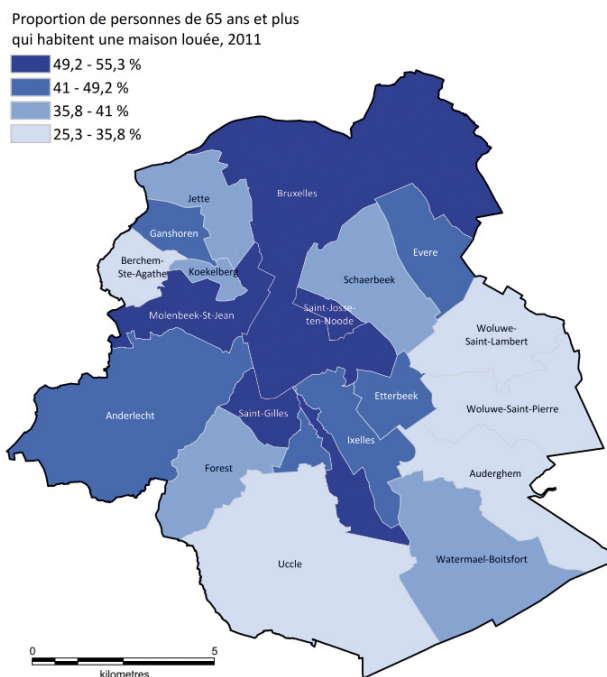 Proportion de personnes de 65 ans et plus
qui habitent une maison louée, 2011
49,2 - 55,3 %
41 - 49,2 %
35,8 - 41 %
25,3 - 35,8 %
Bruxelles
Jette
Ganshoren
Evere
Berchem-
Ste-Agathe
Koekelberg
Schaerbeek
Molenbeek-St-Jean
Saint-Josse-
ten-Noode
Woluwe-
Saint-Lambert
Etterbeek
Woluwe-Saint-Pierre
Anderlecht
Saint-Gilles
Ixelles
Forest
Auderghem
Watermael-Boitsfort
Uccle
0 5
kilometres